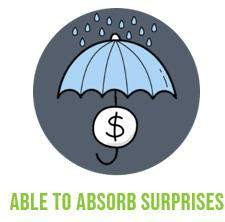 $
ABLE TO ABSORB SURPRISES